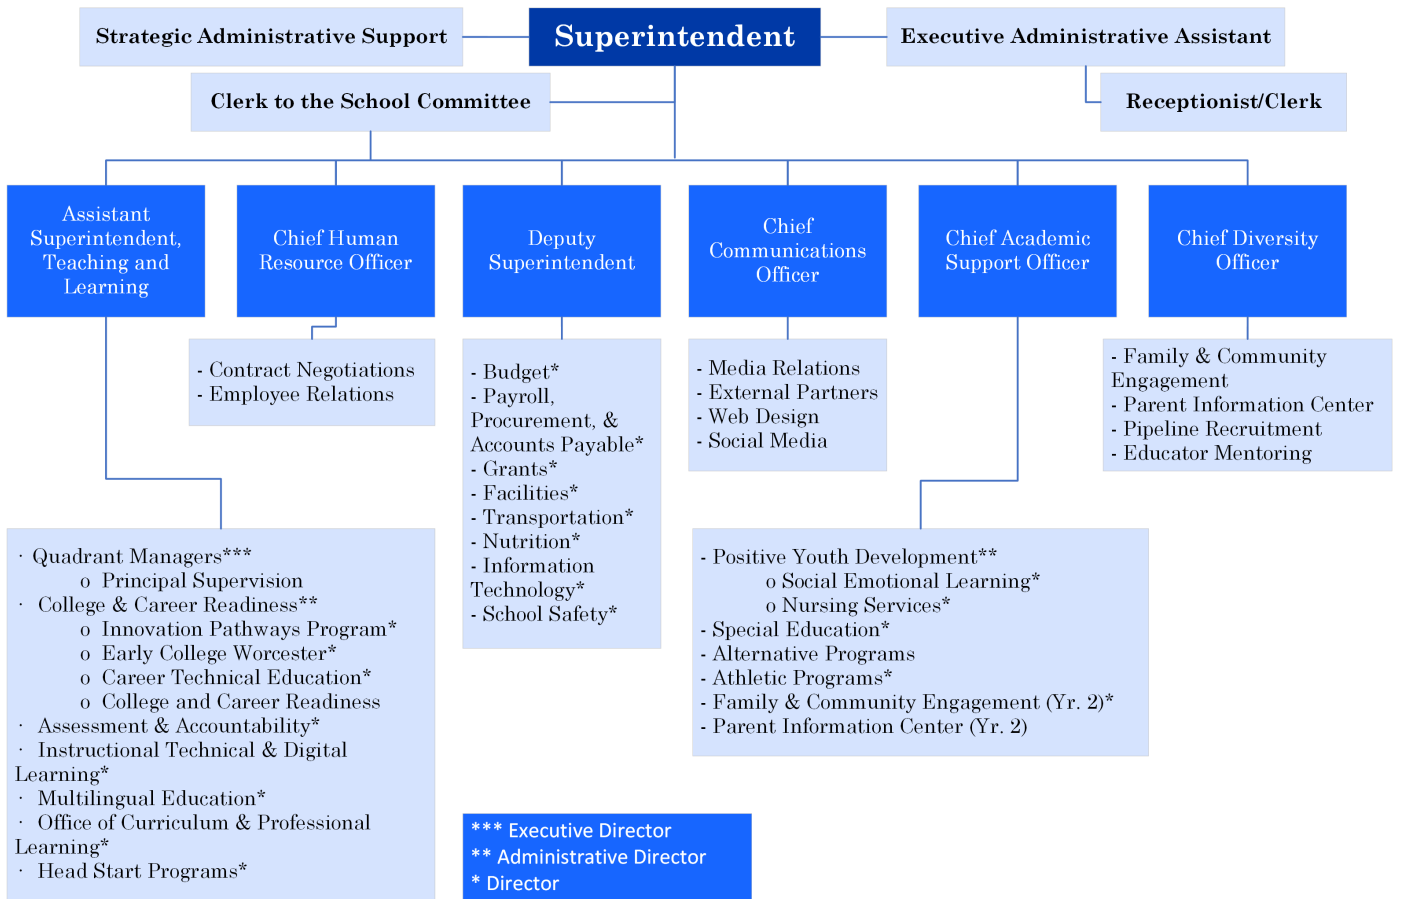 Strategic Administrative Support
Superintendent
Executive Administrative Assistant
Clerk to the School Committee
Receptionist/Clerk
Assistant
Superintendent,
Teaching and
Learning
Chief Human
Resource Officer
Deputy
Superintendent
Chief
Communications
Officer
Chief Academic
Support Officer
Chief Diversity
Officer
- Contract Negotiations
- Employee Relations
- Budget*
- Payroll,
Procurement, &
Accounts Payable*
- Grants*
- Facilities*
- Transportation*
- Nutrition*
- Information
Technology*
- School Safety*
- Media Relations
- External Partners
- Web Design
- Social Media
- Family & Community
Engagement
- Parent Information Center
- Pipeline Recruitment
- Educator Mentoring
· Quadrant Managers***
o Principal Supervision
· College & Career Readiness**
o Innovation Pathways Program*
o Early College Worcester*
o Career Technical Education*
o College and Career Readiness
· Assessment & Accountability*
· Instructional Technical & Digital
Learning*
· Multilingual Education*
· Office of Curriculum & Professional
Learning*
· Head Start Programs*
- Positive Youth Development**
o Social Emotional Learning*
o Nursing Services*
- Special Education*
- Alternative Programs
- Athletic Programs*
- Family & Community Engagement (Yr. 2)*
- Parent Information Center (Yr. 2)
*** Executive Director
** Administrative Director
* Director